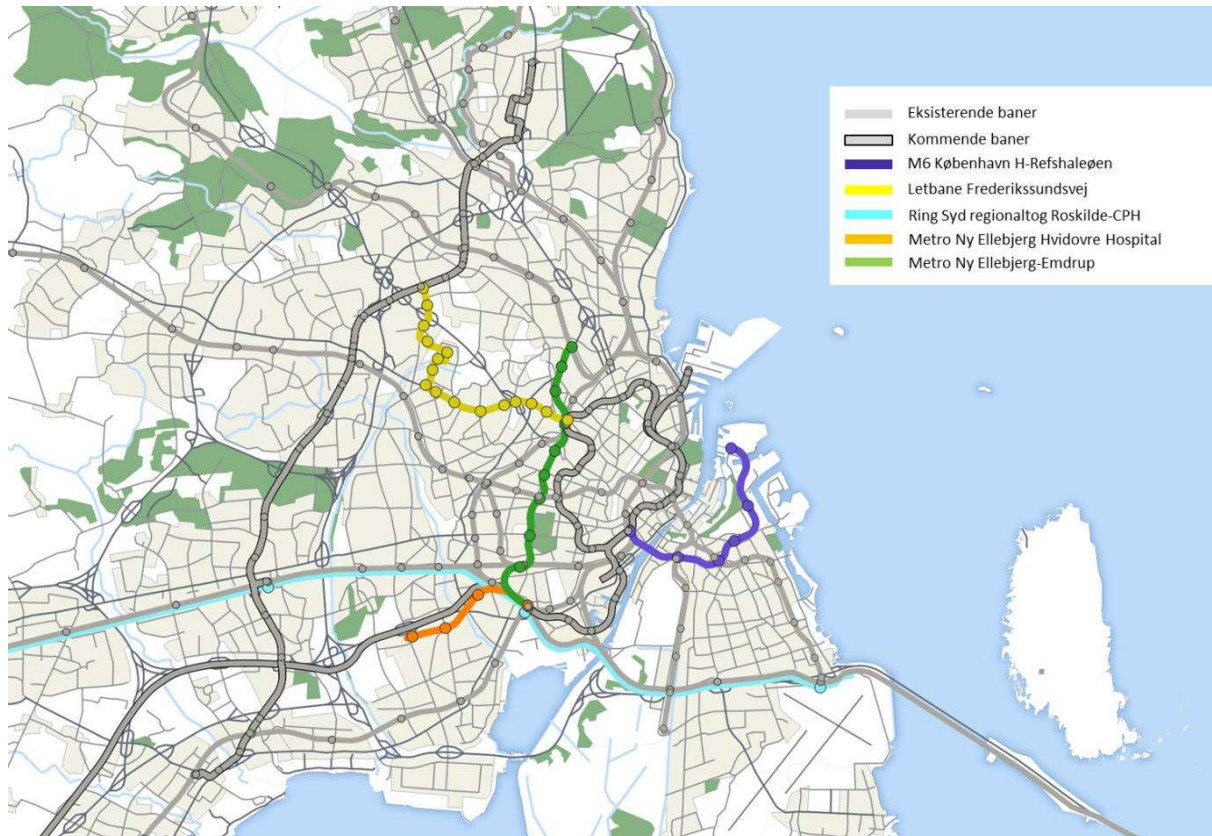 Eksisterende baner
Kommende baner
M6 København H-Refshaleøen
Letbane Frederikssundsvej
Ring Syd regionaltog Roskilde-CPH
Metro Ny Ellebjerg Hvidovre Hospital
Metro Ny Ellebjerg-Emdrup